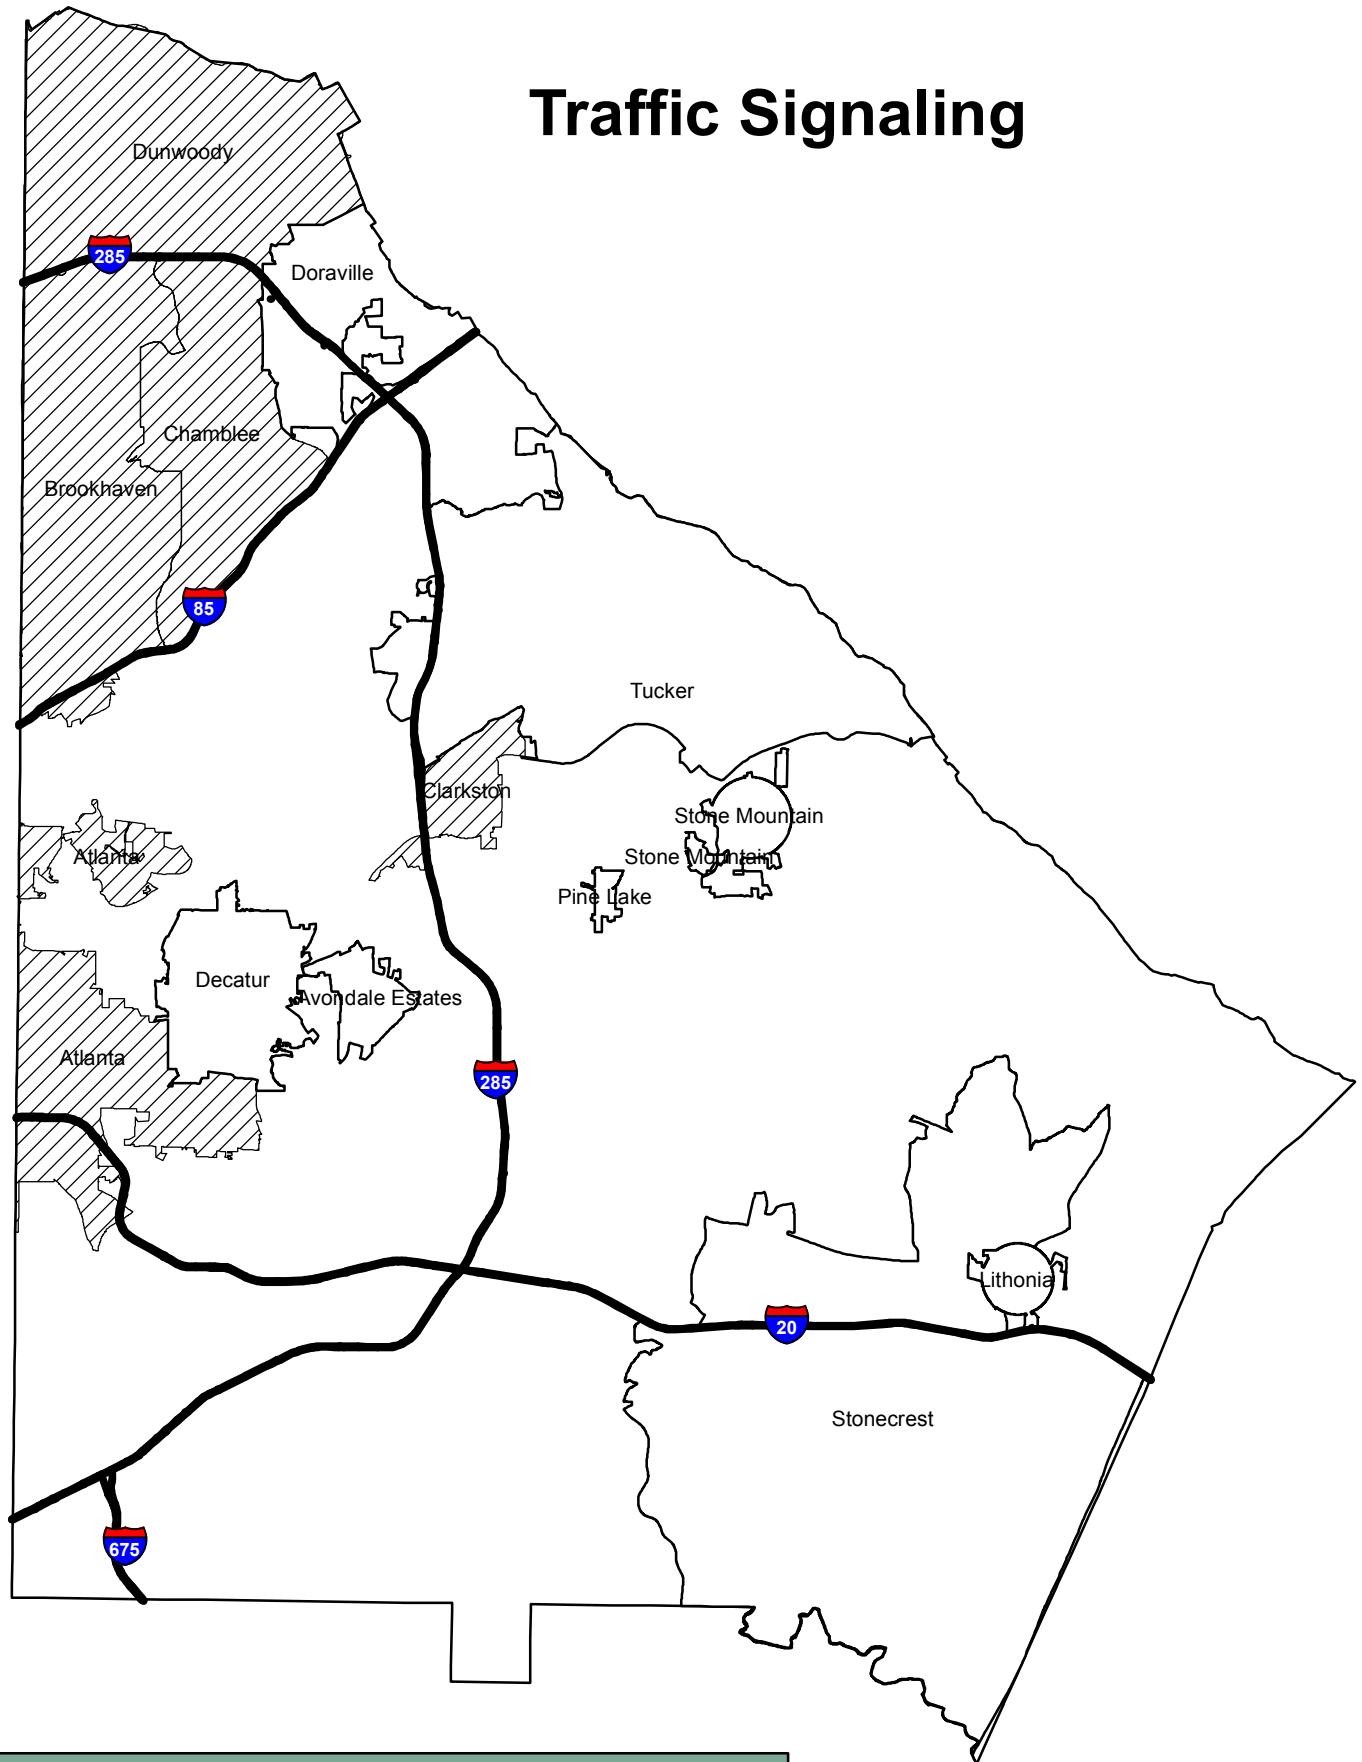 Traffic Signaling
Dunwoody
285
Doraville
Chamblee
Brookhaven
85
Tucker
Clarkston
Stone Mountain
Atlanta
Stone Mountain
Pine Lake
Decatur
Avondale Estates
Atlanta
285
Lithonia
20
Stonecrest
675